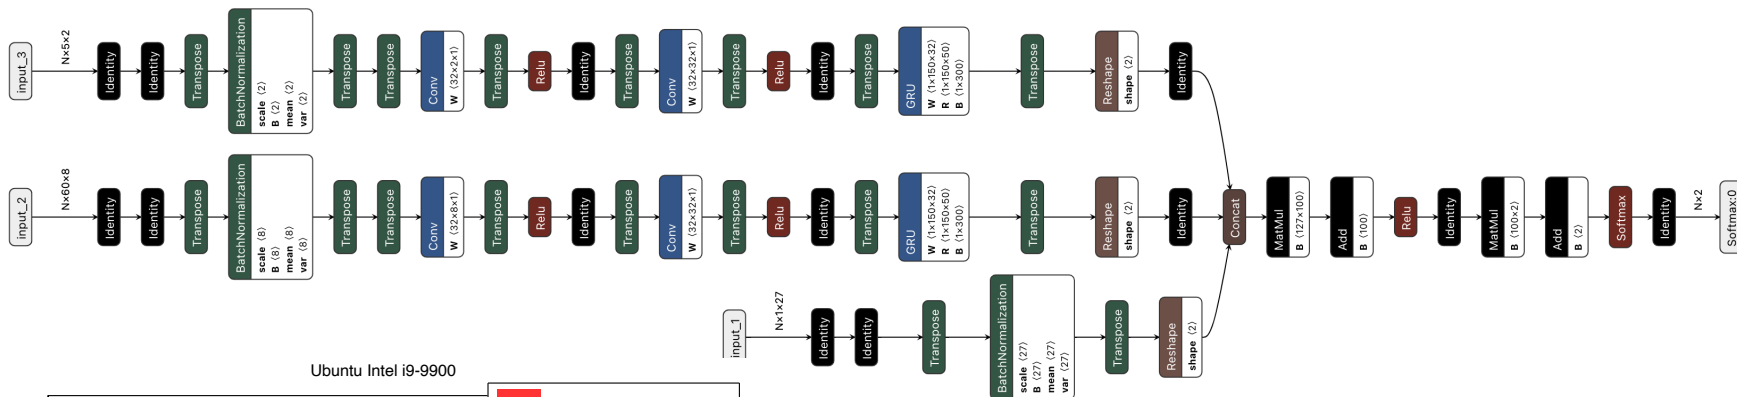 input_3
N×5×2
Identity
Identity
Transpose
BatchNormalization
scale ⟨2⟩
B ⟨2⟩
mean ⟨2⟩
var ⟨2⟩
Transpose
Transpose
Conv
W ⟨32×2×1⟩
Transpose
Relu
Identity
Transpose
Conv
W ⟨32×32×1⟩
Transpose
Relu
Identity
Transpose
GRU
W ⟨1×150×32⟩
R ⟨1×150×50⟩
B ⟨1×300⟩
Transpose
Reshape
shape ⟨2⟩
Identity
input_2
N×60×8
Identity
Identity
Transpose
BatchNormalization
scale ⟨8⟩
B ⟨8⟩
mean ⟨8⟩
var ⟨8⟩
Transpose
Transpose
Conv
W ⟨32×8×1⟩
Transpose
Relu
Identity
Transpose
Conv
W ⟨32×32×1⟩
Transpose
Relu
Identity
Transpose
GRU
W ⟨1×150×32⟩
R ⟨1×150×50⟩
B ⟨1×300⟩
Transpose
Reshape
shape ⟨2⟩
Identity
Concat
MatMul
B ⟨127×100⟩
Add
B ⟨100⟩
Relu
Identity
MatMul
B ⟨100×2⟩
Add
B ⟨2⟩
Softmax
Identity
N×2
Softmax:0
input_1
N×1×27
Identity
Identity
Transpose
BatchNormalization
scale ⟨27⟩
B ⟨27⟩
mean ⟨27⟩
var ⟨27⟩
Transpose
Reshape
shape ⟨2⟩
Ubuntu Intel i9-9900